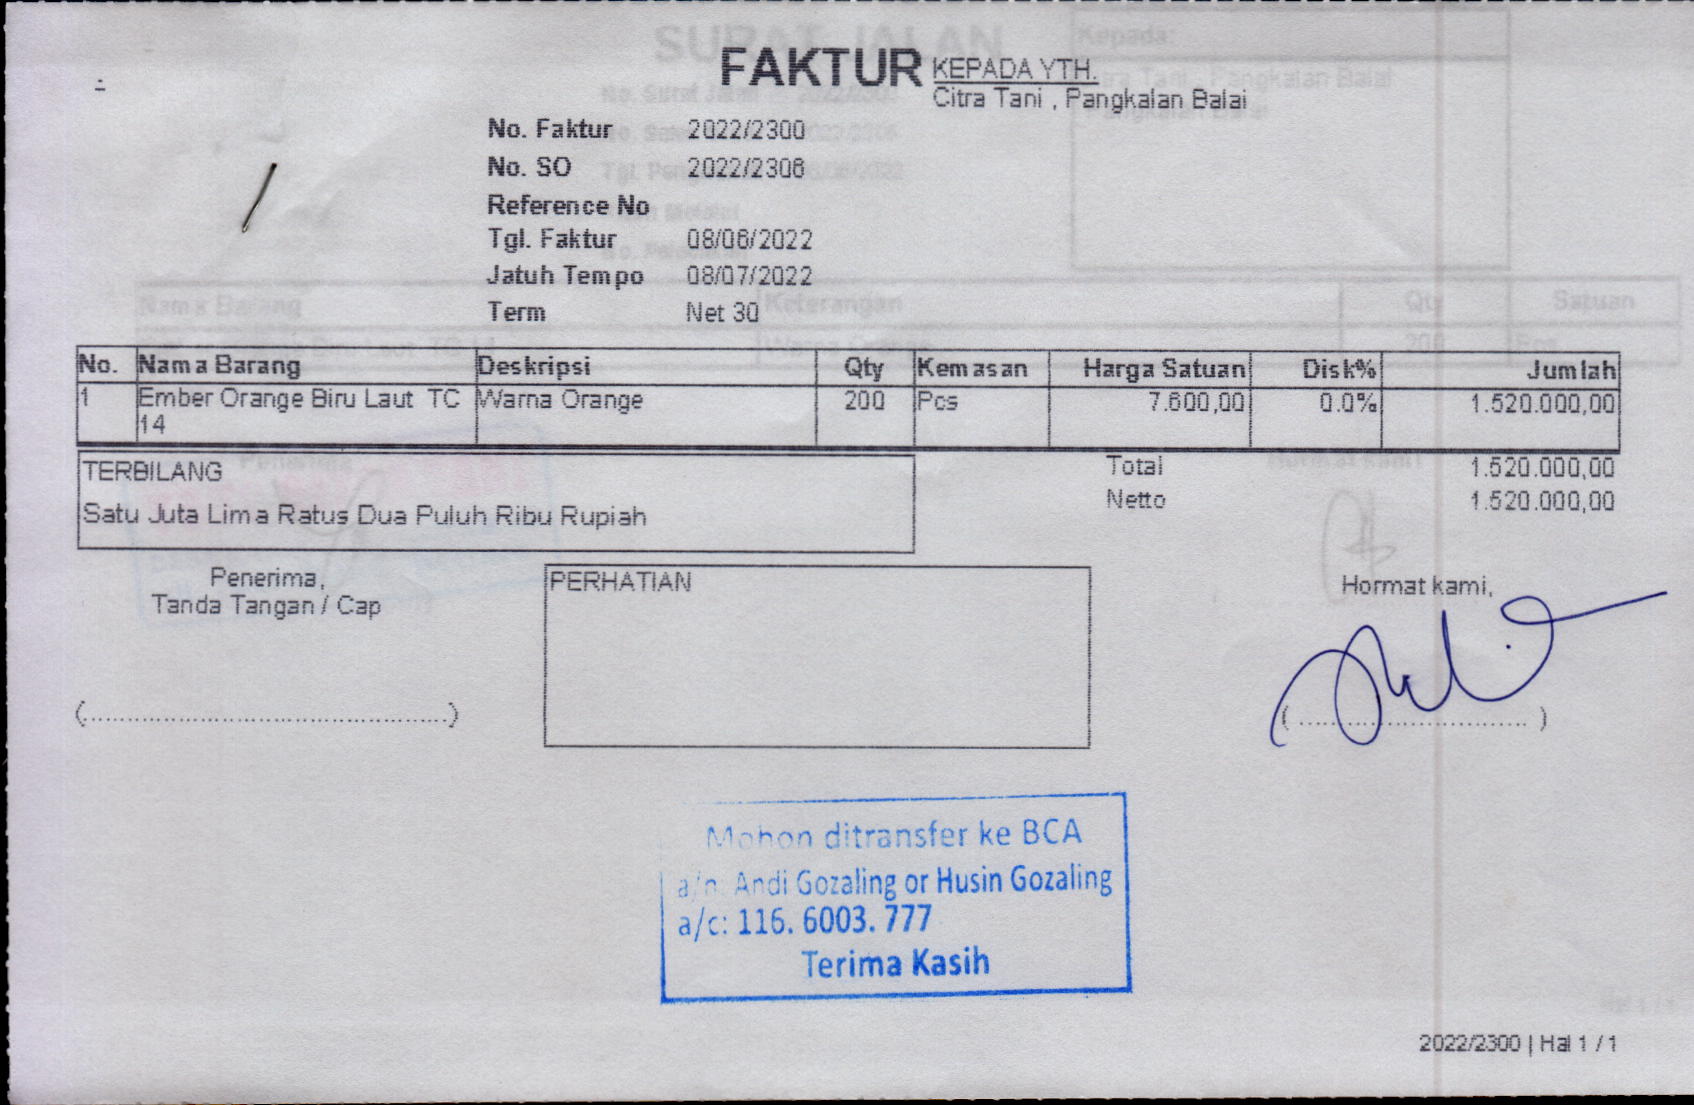 FAKTUR
KEPADA YTH.
Citra Tani , Pangkalan Balai
No. Faktur 2022/2300
No. SO 2022/2306
Reference No
Tgl. Faktur 08/06/2022
Jatuh Tempo 08/07/2022
Term Net 30
No. Nama Barang Deskripsi Qty Kemasan Harga Satuan Disk% Jumlah
1 Ember Orange Biru Laut TC 14 Warna Orange 200 Pcs 7.600,00 0.0% 1.520.000,00
TERBILANG
Satu Juta Lima Ratus Dua Puluh Ribu Rupiah
Total 1.520.000,00
Netto 1.520.000,00
Penerima,
Tanda Tangan / Cap
PERHATIAN
Hormat kami,
Mohon ditransfer ke BCA
a/n: Andi Gozaling or Husin Gozaling
a/c: 116. 6003. 777
Terima Kasih
2022/2300 | Hal 1 / 1